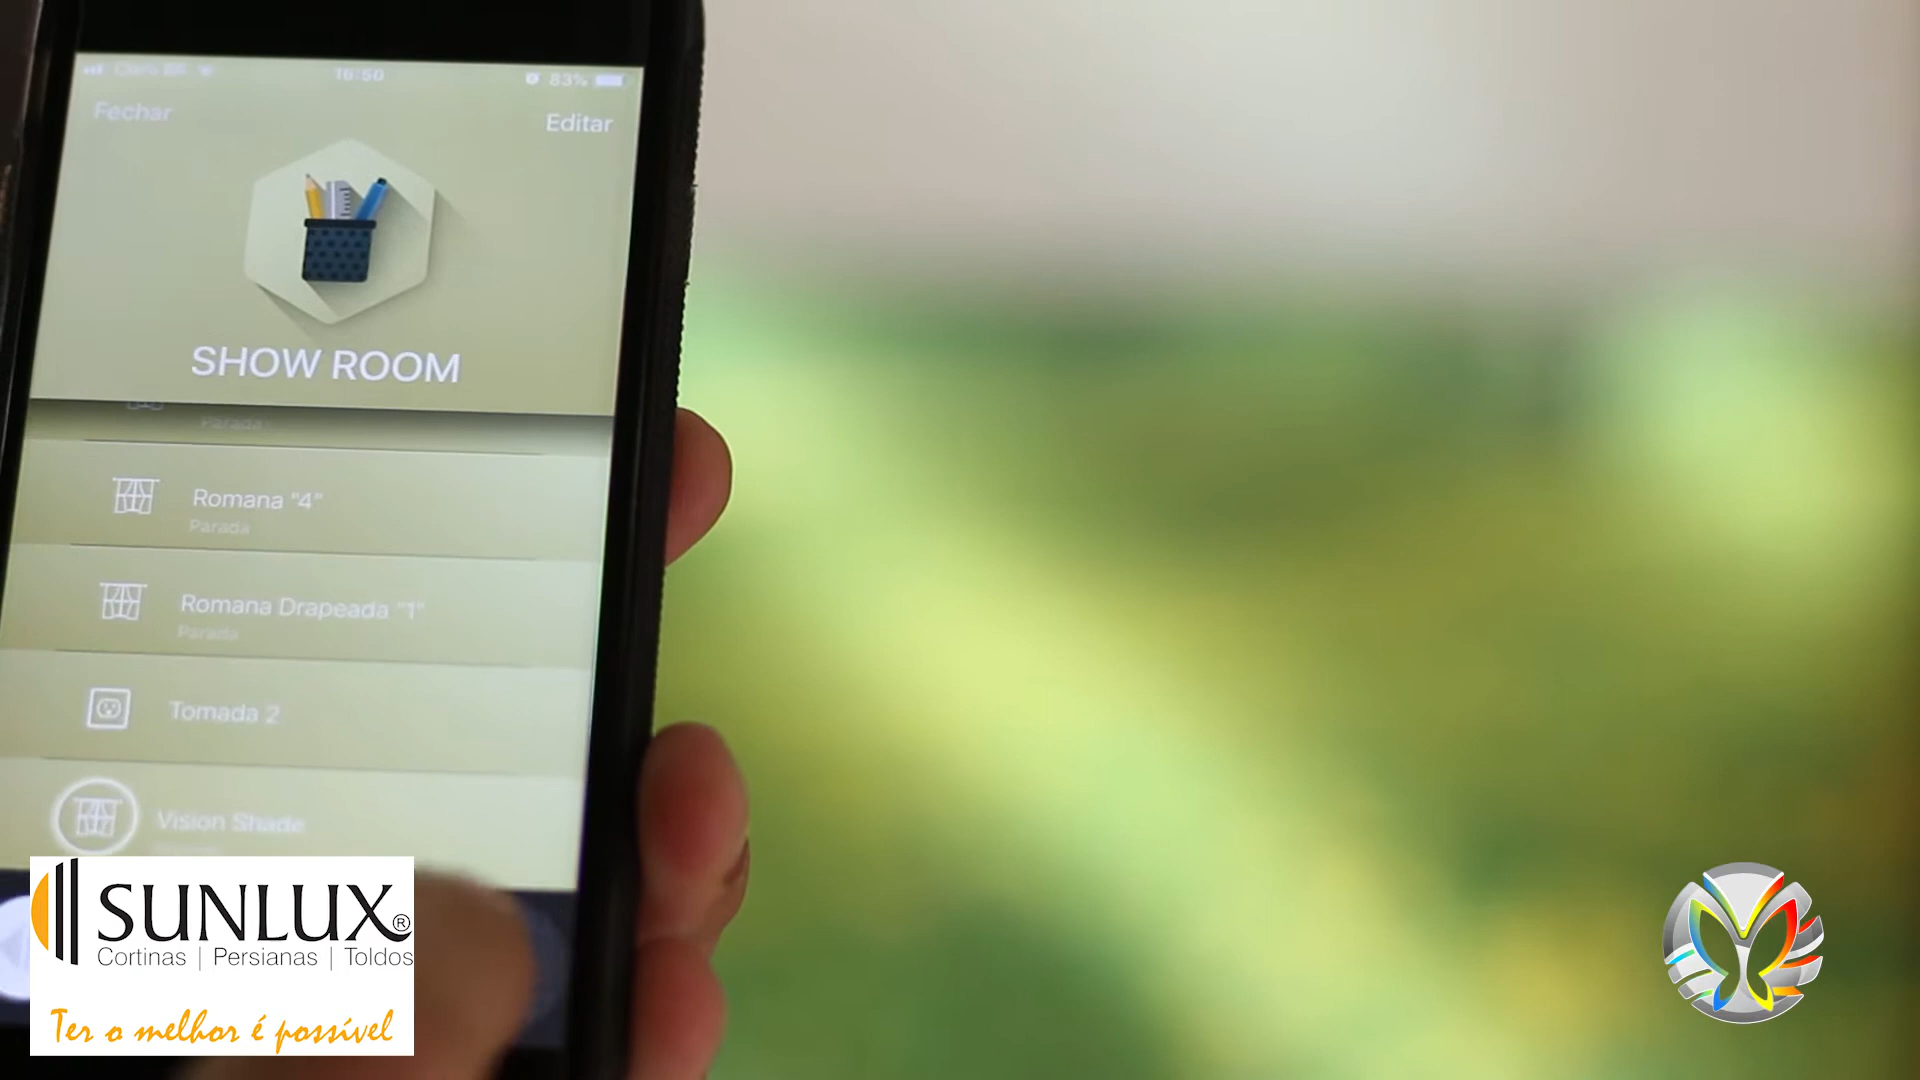 16:50
83%
Fechar
Editar
SHOW ROOM
Parada
Romana "4"
Parada
Romana Drapeada "1"
Parada
Tomada 2
Vision Shade
SUNLUX®
Cortinas | Persianas | Toldos
Ter o melhor é possível